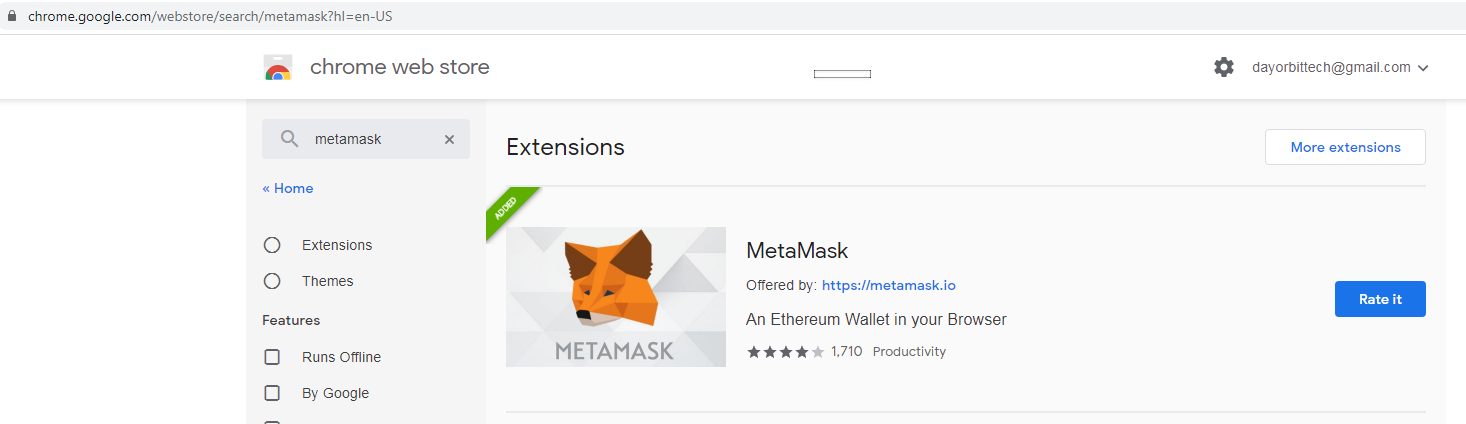 chrome.google.com/webstore/search/metamask?hl=en-US
chrome web store
dayorbittech@gmail.com
metamask
« Home
Extensions
Themes
Features
Runs Offline
By Google
Extensions
More extensions
ADDED
METAMASK
MetaMask
Offered by: https://metamask.io
An Ethereum Wallet in your Browser
1,710 Productivity
Rate it